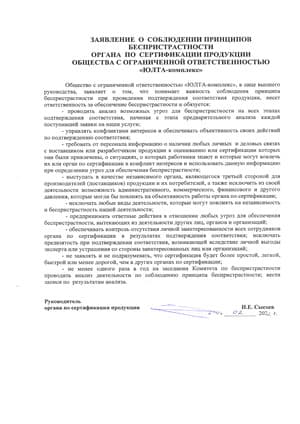 ЗАЯВЛЕНИЕ О СОБЛЮДЕНИИ ПРИНЦИПОВ
БЕСПРИСТРАСТНОСТИ
ОРГАНА ПО СЕРТИФИКАЦИИ ПРОДУКЦИИ
ОБЩЕСТВА С ОГРАНИЧЕННОЙ ОТВЕТСТВЕННОСТЬЮ
«ЮЛТА-комплекс»
Общество с ограниченной ответственностью «ЮЛТА-комплекс», в лице высшего
руководства, заявляет о том, что понимает важность соблюдения принципа
беспристрастности при проведении подтверждения соответствия продукции, несет
ответственность за обеспечение беспристрастности и обязуется:
- проводить анализ возможных угроз для беспристрастности на всех этапах
подтверждения соответствия, начиная с этапа предварительного анализа каждой
поступившей заявки на наши услуги;
- управлять конфликтами интересов и обеспечивать объективность своих действий
по подтверждению соответствия;
- требовать от персонала информацию о наличии любых личных и деловых связях
с поставщиком или разработчиком продукции к оцениванию или сертификации которых
они были привлечены, о ситуациях, о которых работники знают и которые могут вовлечь
их или орган по сертификации в конфликт интересов и использовать данную информацию
при определении угроз для обеспечения беспристрастности;
- выступать в качестве независимого органа, являющегося третьей стороной для
производителей (поставщиков) продукции и их потребителей, а также исключить из своей
деятельности возможность административного, коммерческого, финансового и другого
давления, которые могли бы повлиять на объективность работы органа по сертификации;
- исключать любые виды деятельности, которые могут повлиять на независимость
и беспристрастность нашей деятельности;
- предпринимать ответные действия в отношении любых угроз для обеспечения
беспристрастности, вытекающих из деятельности других лиц, органов и организаций;
- обеспечивать контроль отсутствия личной заинтересованности всех сотрудников
органа по сертификации в результатах подтверждения соответствия; исключать
предвзятость при подтверждении соответствия, возникающей вследствие личной выгоды
эксперта или устранения со стороны заинтересованных лиц или организаций;
- не заявлять и не подразумевать, что сертификация будет более простой, легкой,
быстрой или менее дорогой, чем в других органах по сертификации;
- не менее одного раза в год на заседании Комитета по беспристрастности
проводить анализ деятельности по соблюдению принципа беспристрастности; вести
записи по результатам анализа.
Руководитель
органа по сертификации продукции И.Е. Сысоев
02